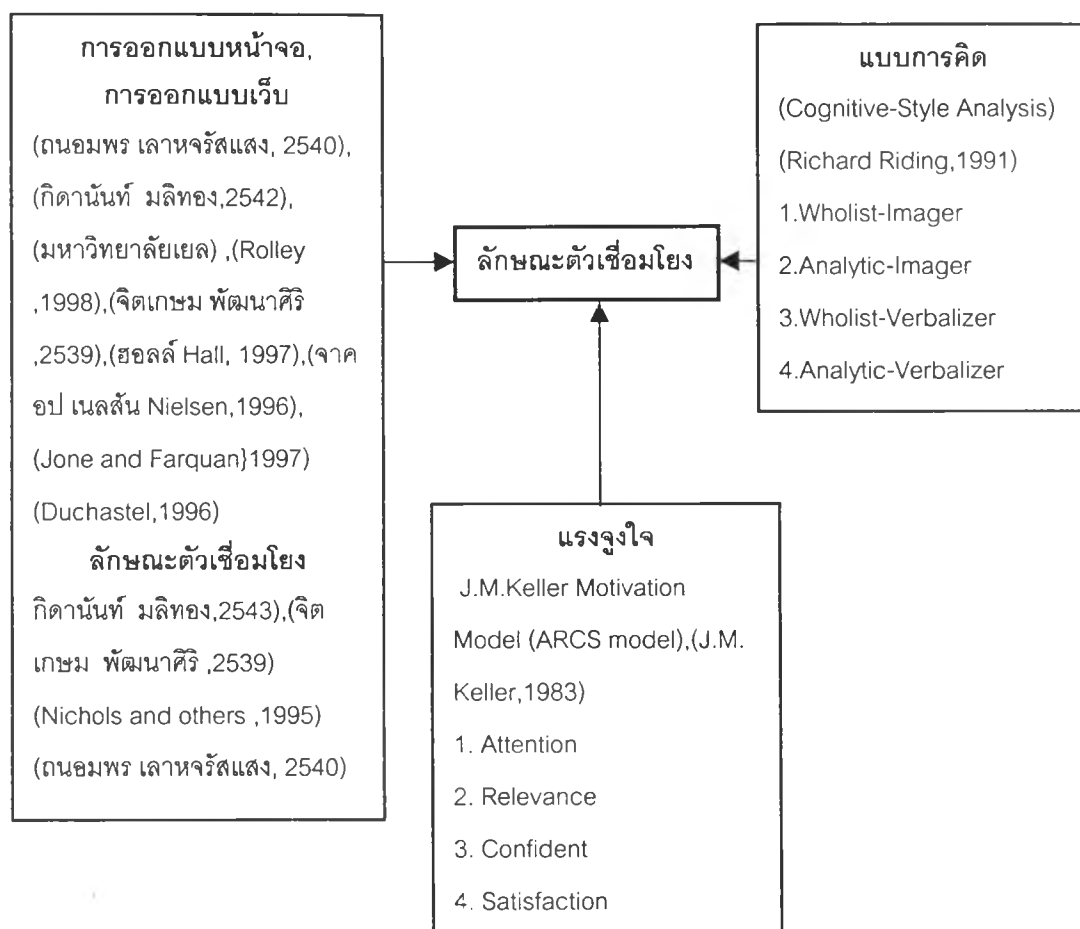 การออกแบบหน้าจอ,
การออกแบบเว็บ
(ถนอมพร เลาหจรัสแสง, 2540),
(กิดานันท์ มลิทอง,2542),
(มหาวิทยาลัยเยล) ,(Rolley
,1998),(จิตเกษม พัฒนาศิริ
,2539),(ฮอลล์ Hall, 1997),(จาค
อป เนลสัน Nielsen,1996),
(Jone and Farquan}1997)
(Duchastel,1996)
ลักษณะตัวเชื่อมโยง
กิดานันท์ มลิทอง,2543),(จิต
เกษม พัฒนาศิริ ,2539)
(Nichols and others ,1995)
(ถนอมพร เลาหจรัสแสง, 2540)
ลักษณะตัวเชื่อมโยง
แบบการคิด
(Cognitive-Style Analysis)
(Richard Riding,1991)
1.Wholist-Imager
2.Analytic-Imager
3.Wholist-Verbalizer
4.Analytic-Verbalizer
แรงจูงใจ
J.M.Keller Motivation
Model (ARCS model),(J.M.
Keller,1983)
1. Attention
2. Relevance
3. Confident
4. Satisfaction